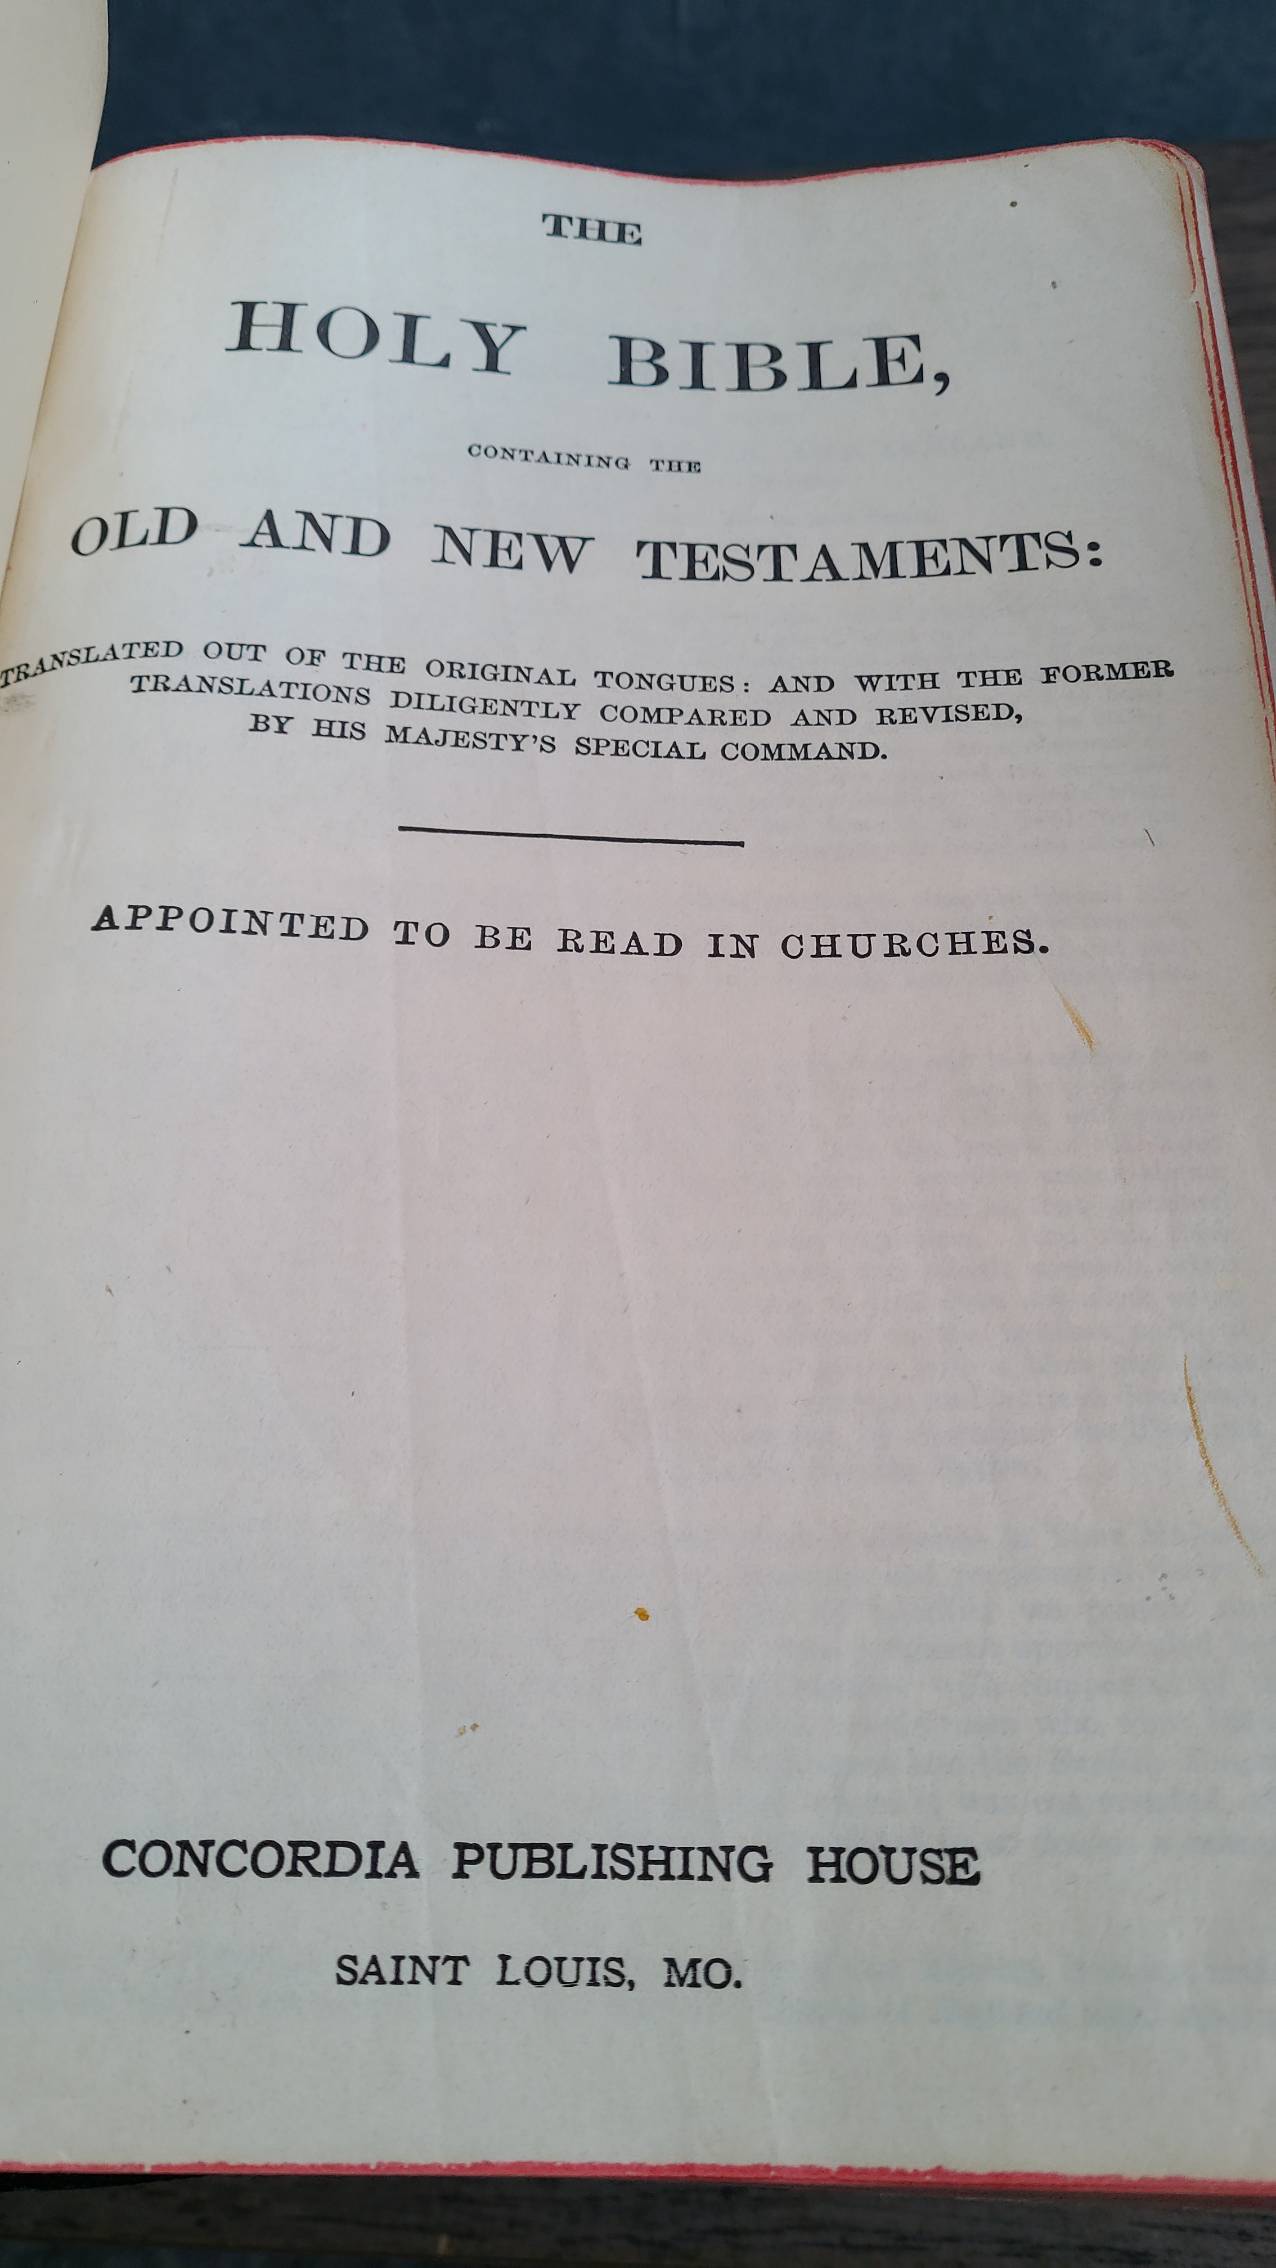 THE
HOLY BIBLE,
CONTAINING THE
OLD AND NEW TESTAMENTS:
TRANSLATED OUT OF THE ORIGINAL TONGUES: AND WITH THE FORMER
TRANSLATIONS DILIGENTLY COMPARED AND REVISED,
BY HIS MAJESTY'S SPECIAL COMMAND.
APPOINTED TO BE READ IN CHURCHES.
CONCORDIA PUBLISHING HOUSE
SAINT LOUIS, MO.